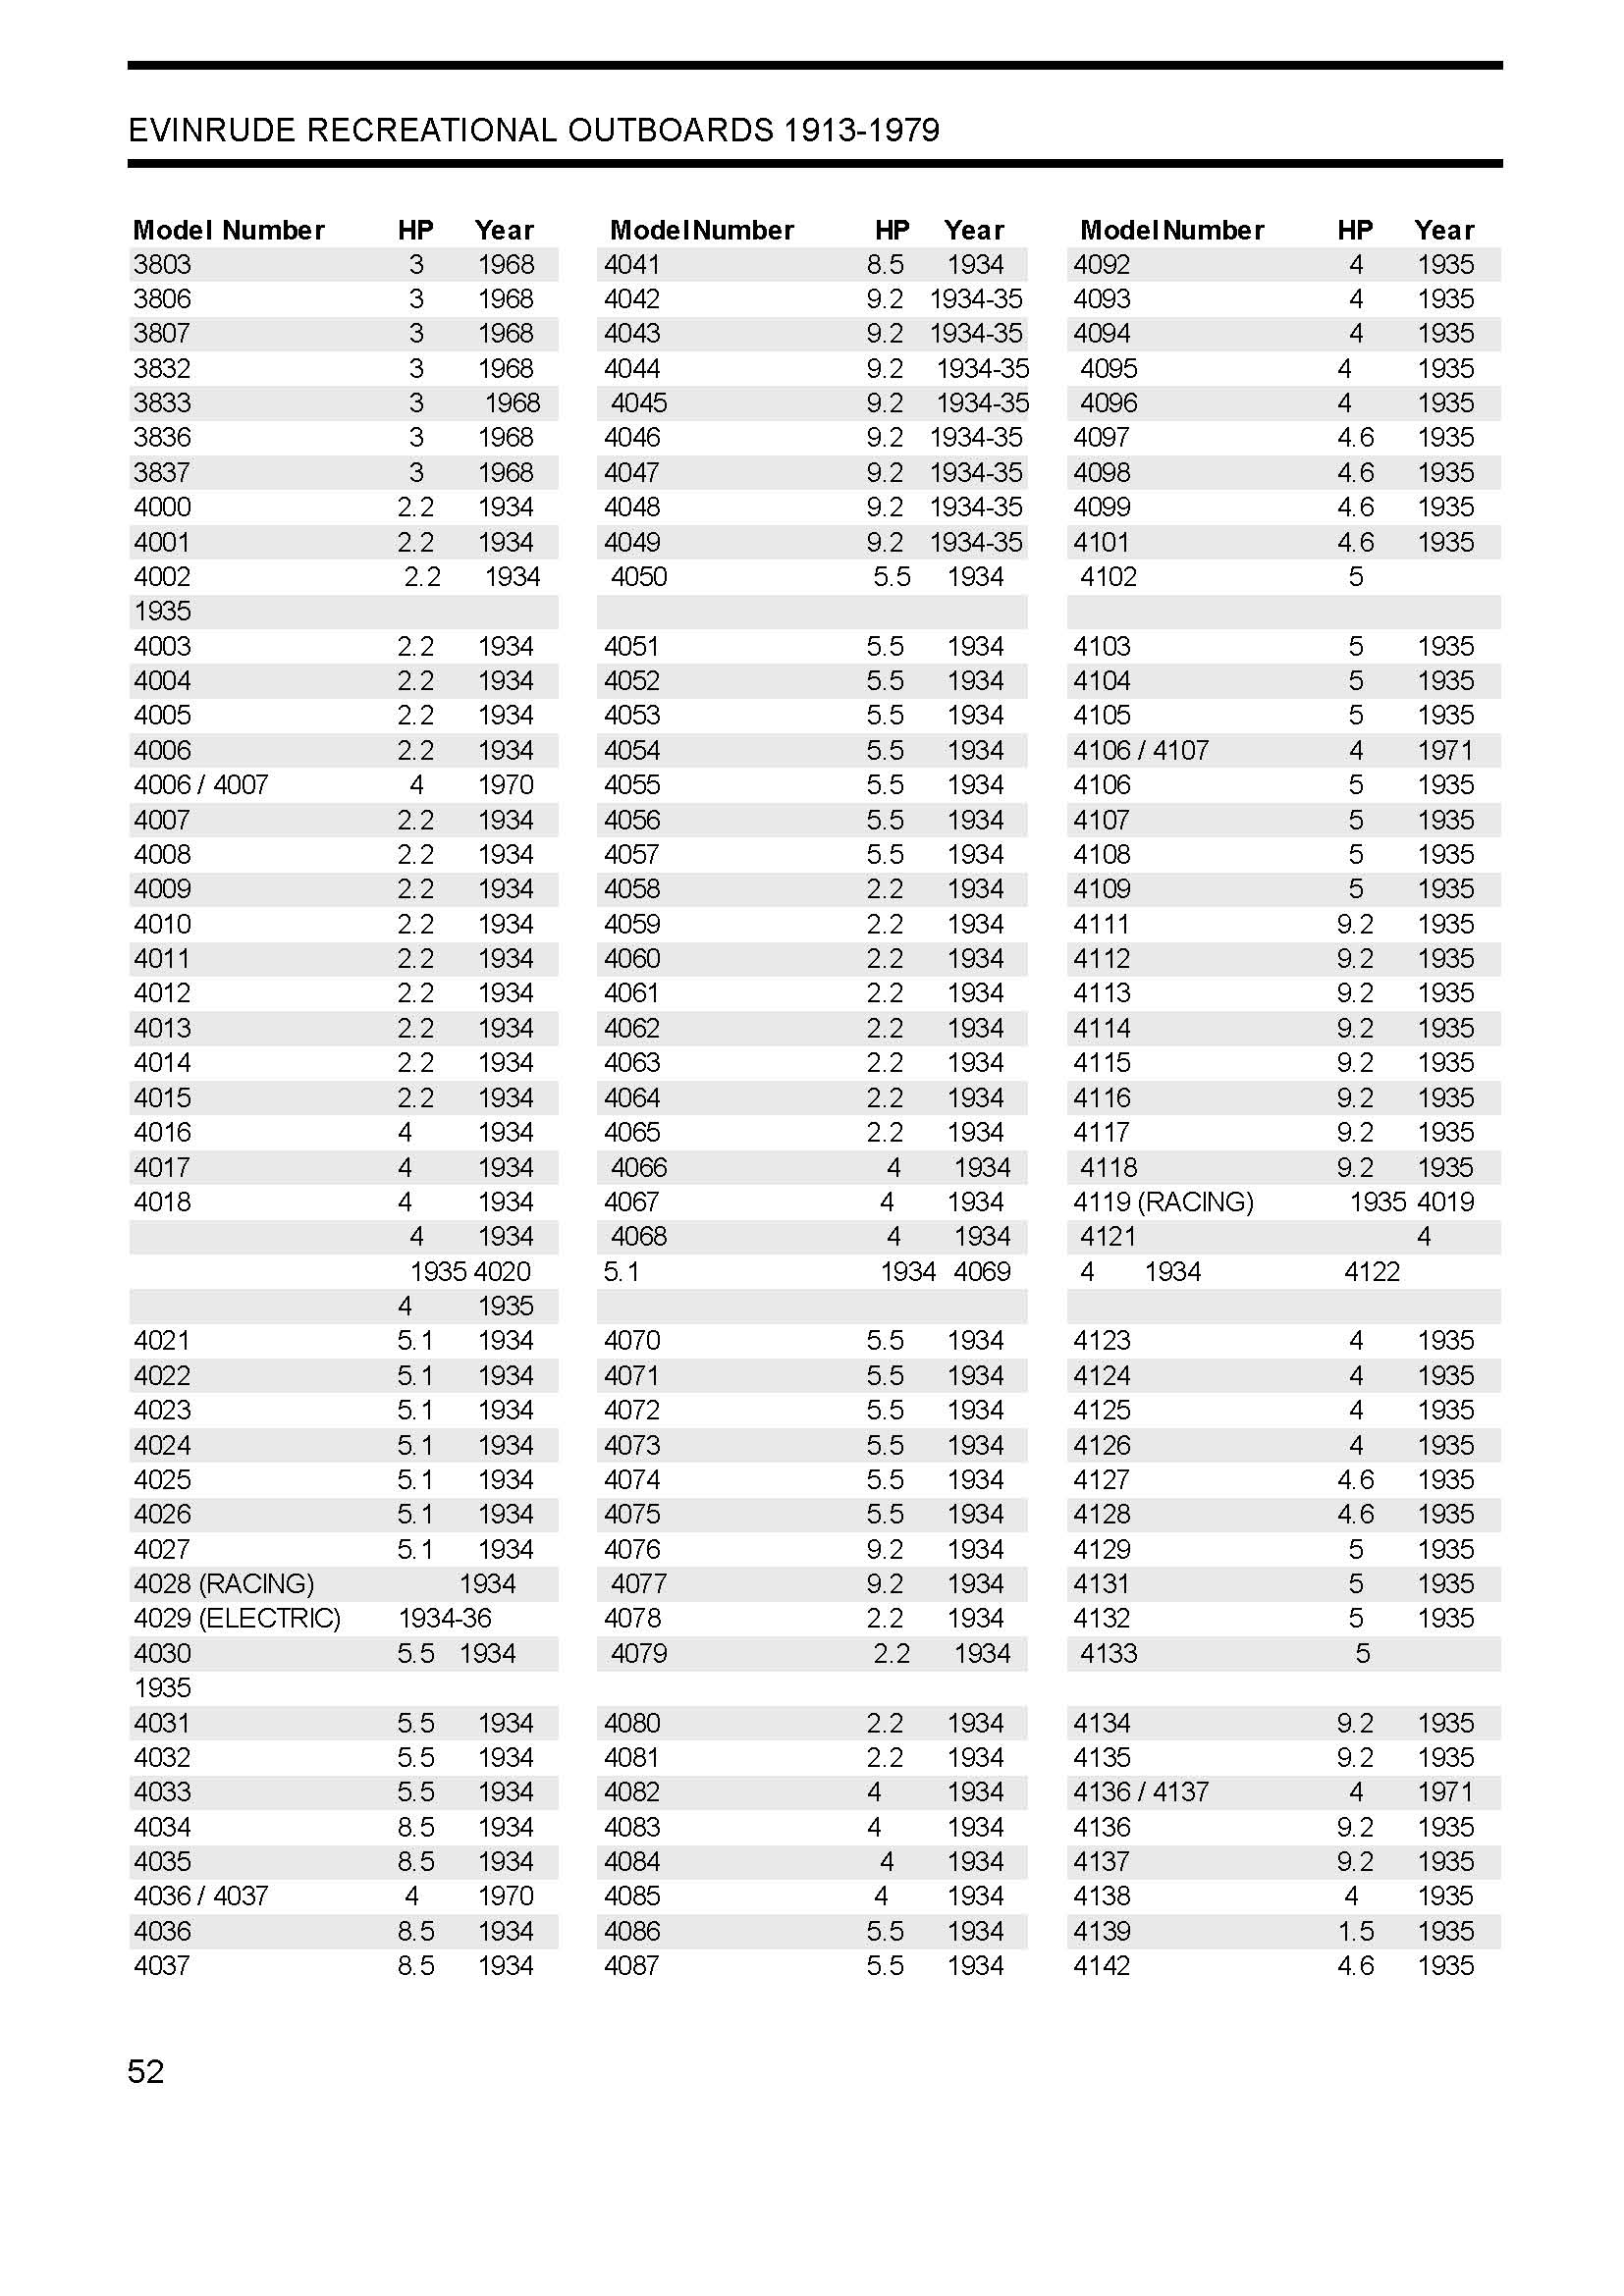 EVINRUDE RECREATIONAL OUTBOARDS 1913-1979
Model Number HP Year Model Number HP Year Model Number HP Year
3803 3 1968 4041 8.5 1934 4092 4 1935
3806 3 1968 4042 9.2 1934-35 4093 4 1935
3807 3 1968 4043 9.2 1934-35 4094 4 1935
3832 3 1968 4044 9.2 1934-35 4095 4 1935
3833 3 1968 4045 9.2 1934-35 4096 4 1935
3836 3 1968 4046 9.2 1934-35 4097 4.6 1935
3837 3 1968 4047 9.2 1934-35 4098 4.6 1935
4000 2.2 1934 4048 9.2 1934-35 4099 4.6 1935
4001 2.2 1934 4049 9.2 1934-35 4101 4.6 1935
4002 2.2 1934 4050 5.5 1934 4102 5
1935
4003 2.2 1934 4051 5.5 1934 4103 5 1935
4004 2.2 1934 4052 5.5 1934 4104 5 1935
4005 2.2 1934 4053 5.5 1934 4105 5 1935
4006 2.2 1934 4054 5.5 1934 4106 / 4107 4 1971
4006 / 4007 4 1970 4055 5.5 1934 4106 5 1935
4007 2.2 1934 4056 5.5 1934 4107 5 1935
4008 2.2 1934 4057 5.5 1934 4108 5 1935
4009 2.2 1934 4058 2.2 1934 4109 5 1935
4010 2.2 1934 4059 2.2 1934 4111 9.2 1935
4011 2.2 1934 4060 2.2 1934 4112 9.2 1935
4012 2.2 1934 4061 2.2 1934 4113 9.2 1935
4013 2.2 1934 4062 2.2 1934 4114 9.2 1935
4014 2.2 1934 4063 2.2 1934 4115 9.2 1935
4015 2.2 1934 4064 2.2 1934 4116 9.2 1935
4016 4 1934 4065 2.2 1934 4117 9.2 1935
4017 4 1934 4066 4 1934 4118 9.2 1935
4018 4 1934 4067 4 1934 4119 (RACING) 1935 4019
4 1934 4068 4 1934 4121 4
1935 4020 5.1 1934 4069 4 1934 4122
4 1935
4021 5.1 1934 4070 5.5 1934 4123 4 1935
4022 5.1 1934 4071 5.5 1934 4124 4 1935
4023 5.1 1934 4072 5.5 1934 4125 4 1935
4024 5.1 1934 4073 5.5 1934 4126 4 1935
4025 5.1 1934 4074 5.5 1934 4127 4.6 1935
4026 5.1 1934 4075 5.5 1934 4128 4.6 1935
4027 5.1 1934 4076 9.2 1934 4129 5 1935
4028 (RACING) 1934 4077 9.2 1934 4131 5 1935
4029 (ELECTRIC) 1934-36 4078 2.2 1934 4132 5 1935
4030 5.5 1934 4079 2.2 1934 4133 5
1935
4031 5.5 1934 4080 2.2 1934 4134 9.2 1935
4032 5.5 1934 4081 2.2 1934 4135 9.2 1935
4033 5.5 1934 4082 4 1934 4136 / 4137 4 1971
4034 8.5 1934 4083 4 1934 4136 9.2 1935
4035 8.5 1934 4084 4 1934 4137 9.2 1935
4036 / 4037 4 1970 4085 4 1934 4138 4 1935
4036 8.5 1934 4086 5.5 1934 4139 1.5 1935
4037 8.5 1934 4087 5.5 1934 4142 4.6 1935
52